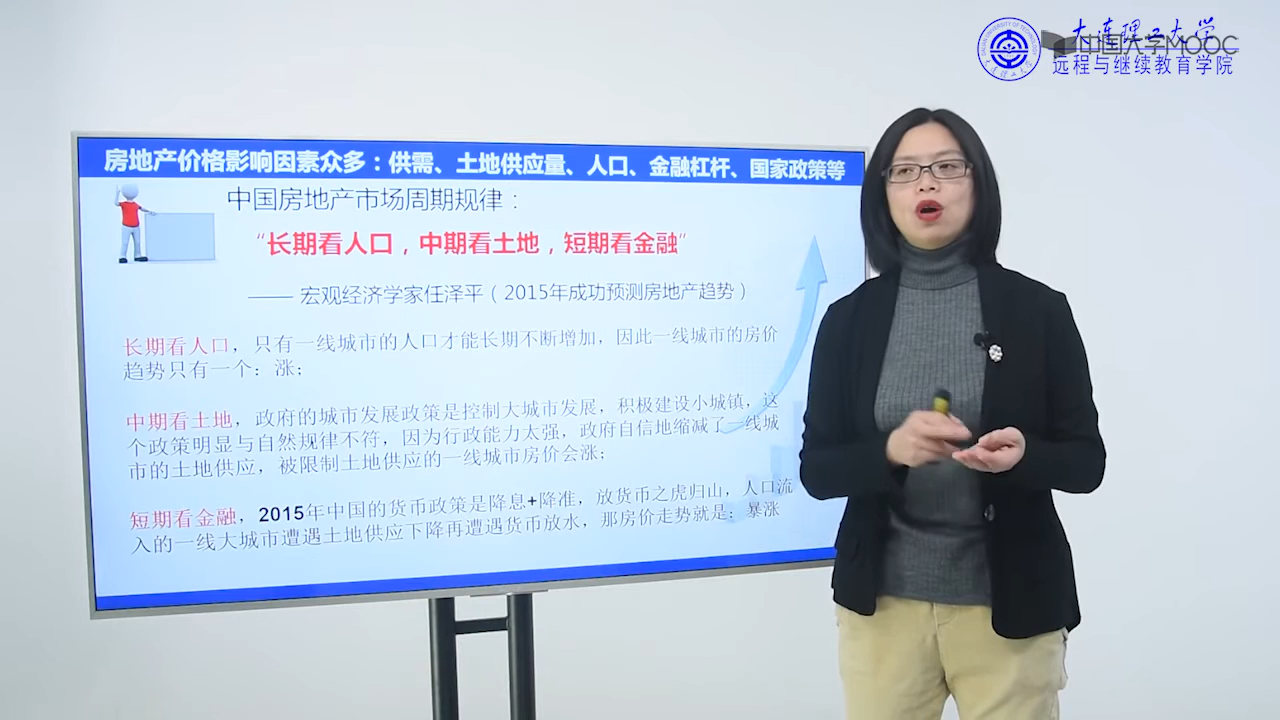 大连理工大学
中国大学MOOC
远程与继续教育学院
房地产价格影响因素众多：供需、土地供应量、人口、金融杠杆、国家政策等
中国房地产市场周期规律：
“长期看人口，中期看土地，短期看金融”
—— 宏观经济学家任泽平（2015年成功预测房地产趋势）
长期看人口，只有一线城市的人口才能长期不断增加，因此一线城市的房价
趋势只有一个：涨；
中期看土地，政府的城市发展政策是控制大城市发展，积极建设小城镇，这
个政策明显与自然规律不符，因为行政能力太强，政府自信地缩减了一线城
市的土地供应，被限制土地供应的一线城市房价会涨；
短期看金融，2015年中国的货币政策是降息+降准，放货币之虎归山，人口流
入的一线大城市遭遇土地供应下降再遭遇货币放水，那房价走势就是：暴涨